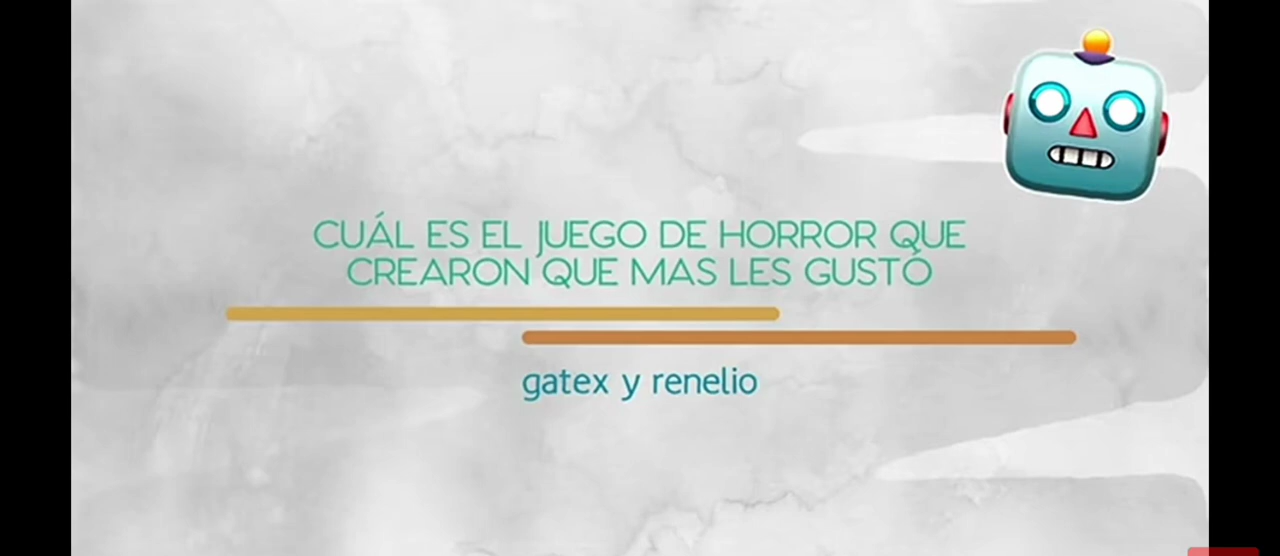 CUÁL ES EL JUEGO DE HORROR QUE
CREARON QUE MAS LES GUSTÓ
gatex y renelio